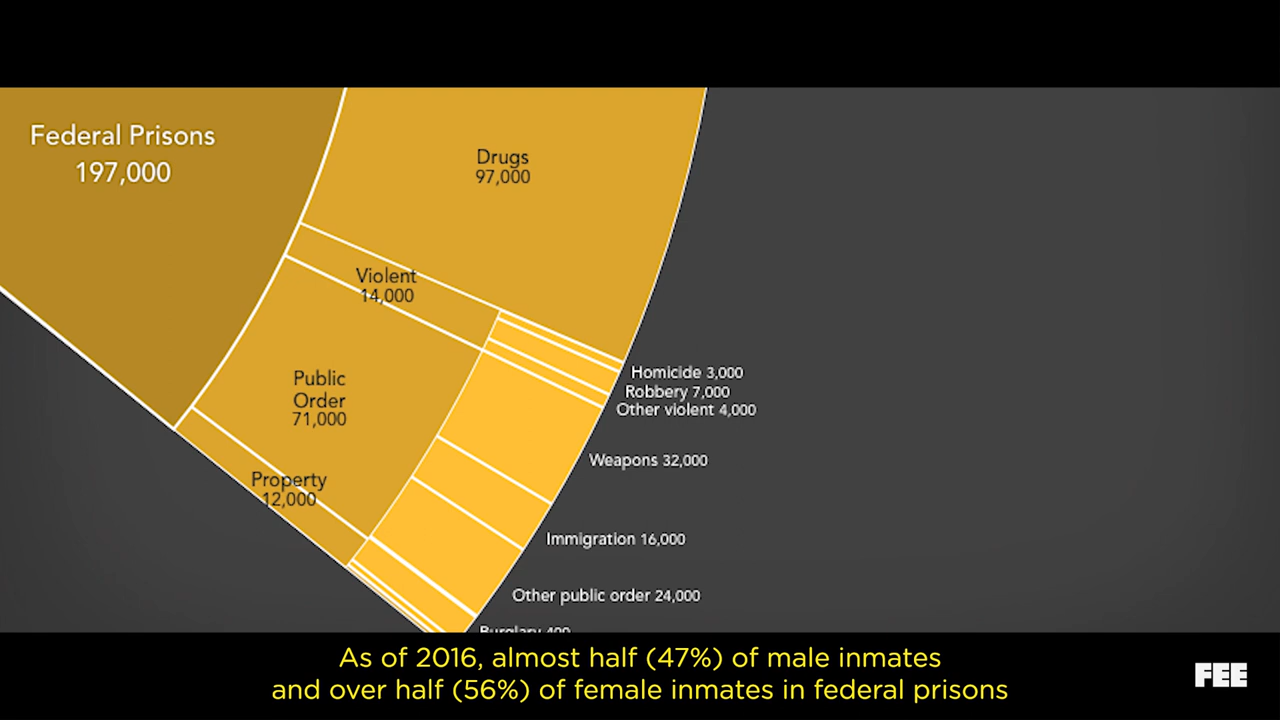 Federal Prisons
197,000
Drugs
97,000
Violent
14,000
Public
Order
71,000
Property
12,000
Homicide 3,000
Robbery 7,000
Other violent 4,000
Weapons 32,000
Immigration 16,000
Other public order 24,000
Burglary 400
As of 2016, almost half (47%) of male inmates
and over half (56%) of female inmates in federal prisons
FEE